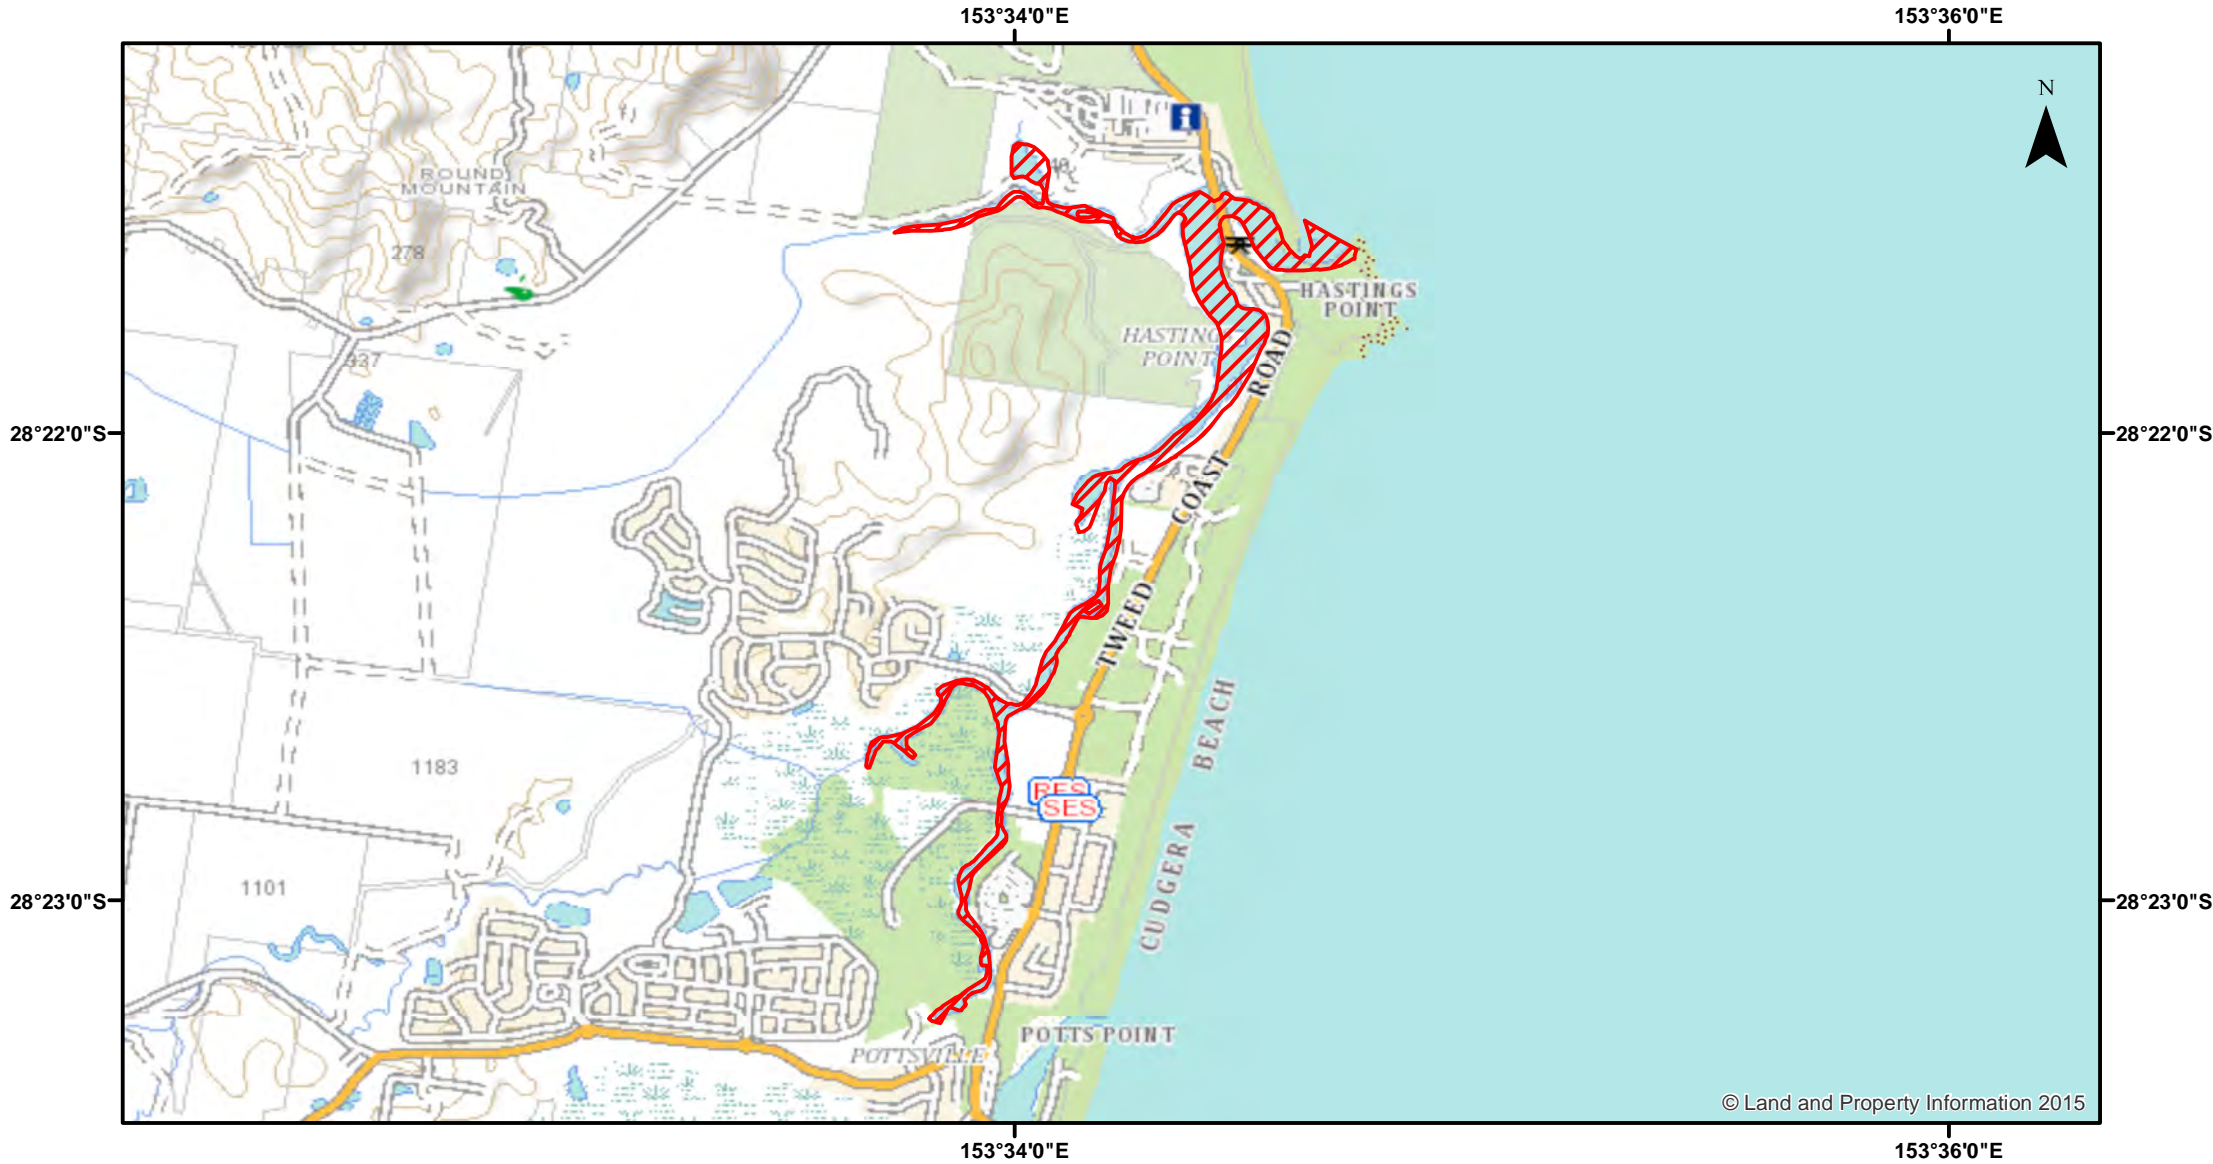 153°34'0"E
153°36'0"E
N
ROUND
MOUNTAIN
278
HASTINGS
POINT
HASTING
POINT
337
ROAD
28°22'0"S
28°22'0"S
COAST
TWEED
BEACH
1183
RFS
SES
CUDGERA
1101
28°23'0"S
28°23'0"S
POTTS POINT
POTTSVILLE
© Land and Property Information 2015
153°34'0"E
153°36'0"E